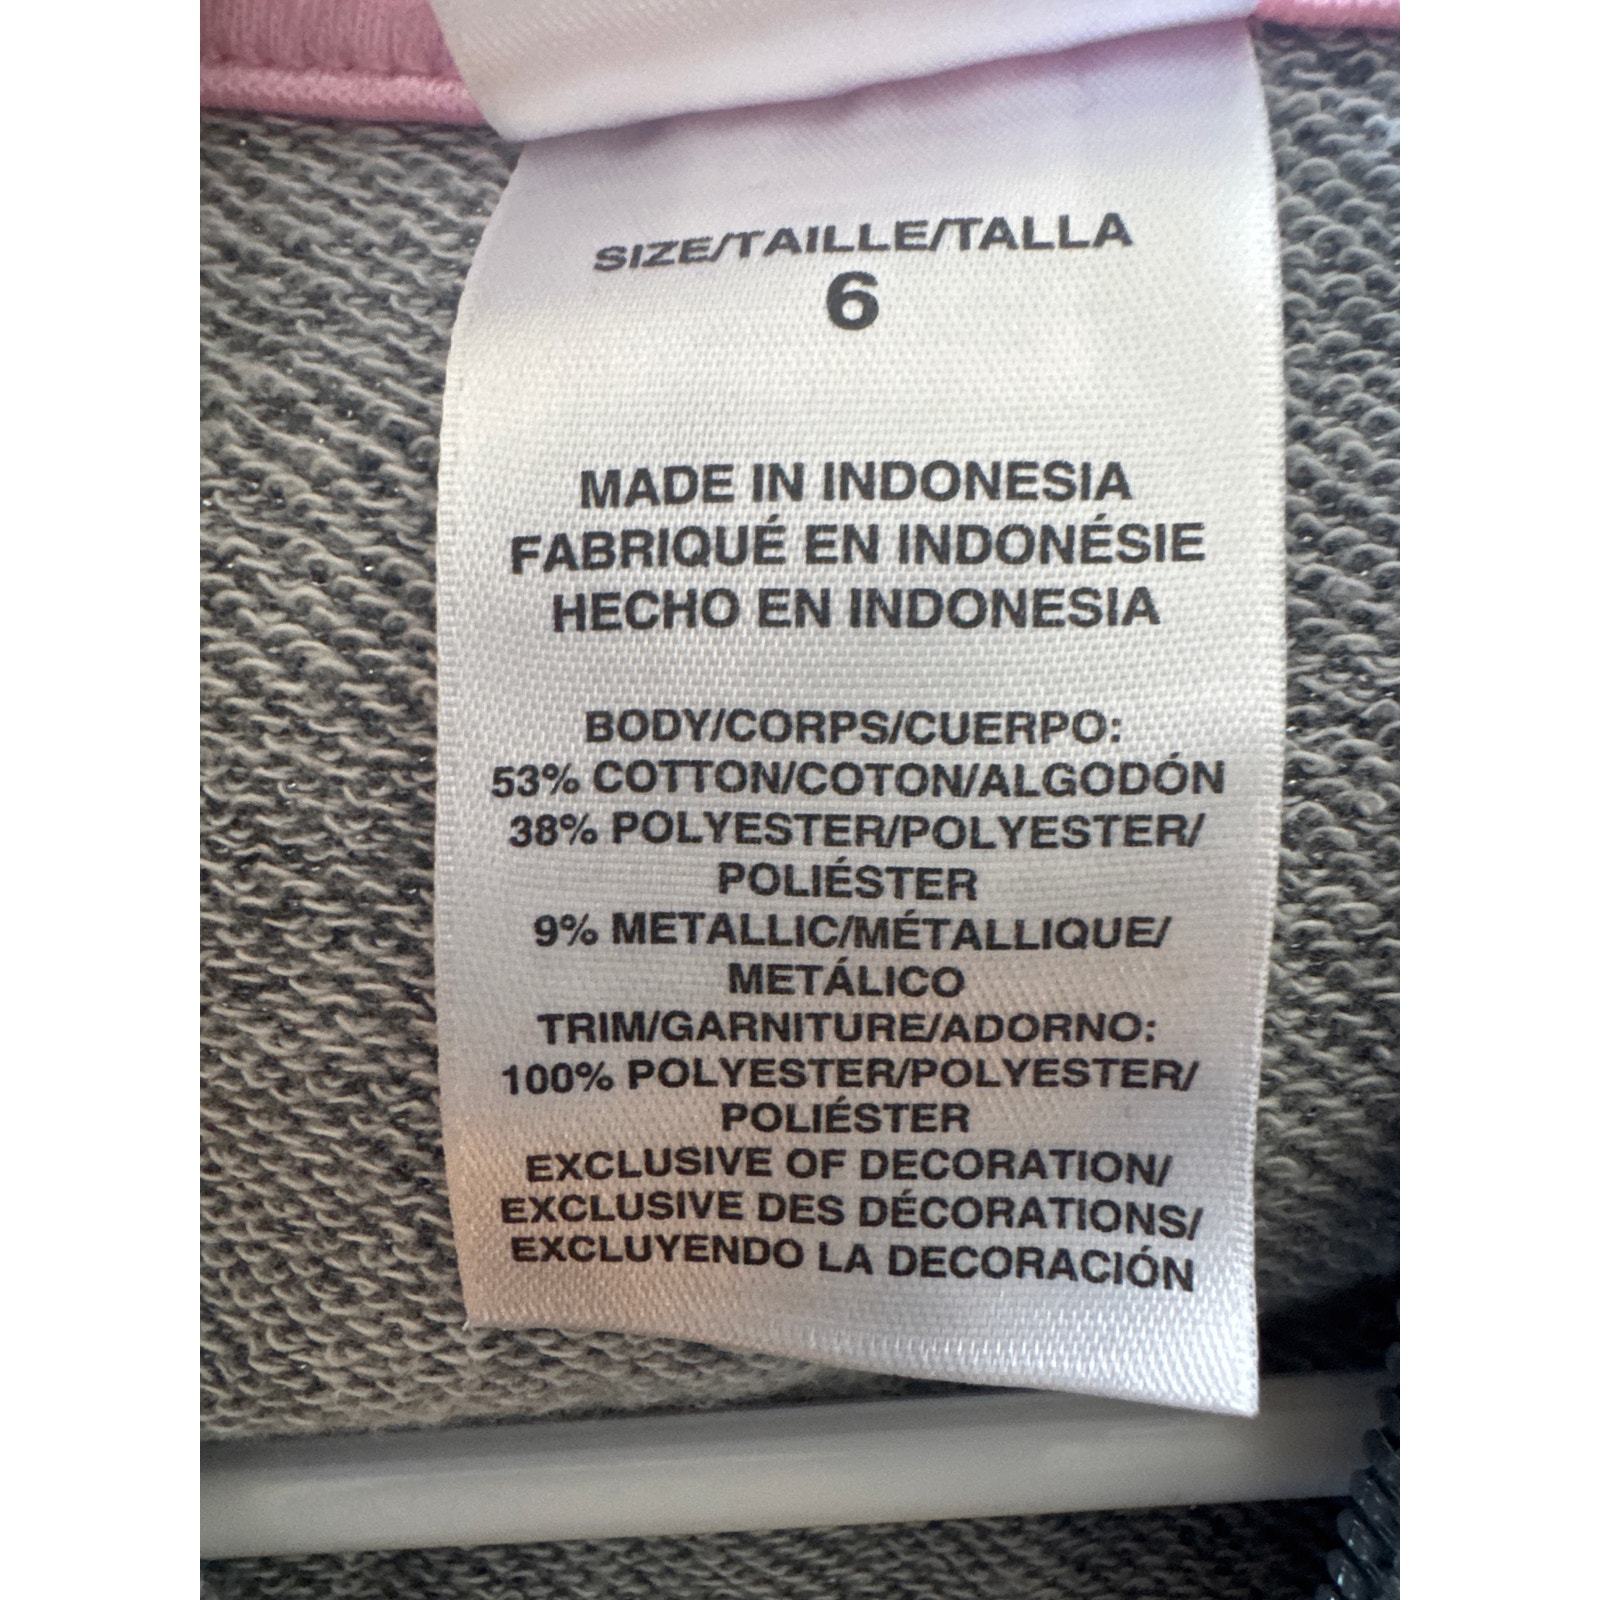 SIZE/TAILLE/TALLA
6
MADE IN INDONESIA
FABRIQUÉ EN INDONÉSIE
HECHO EN INDONESIA
BODY/CORPS/CUERPO:
53% COTTON/COTON/ALGODÓN
38% POLYESTER/POLYESTER/
POLIÉSTER
9% METALLIC/MÉTALLIQUE/
METÁLICO
TRIM/GARNITURE/ADORNO:
100% POLYESTER/POLYESTER/
POLIÉSTER
EXCLUSIVE OF DECORATION/
EXCLUSIVE DES DÉCORATIONS/
EXCLUYENDO LA DECORACIÓN